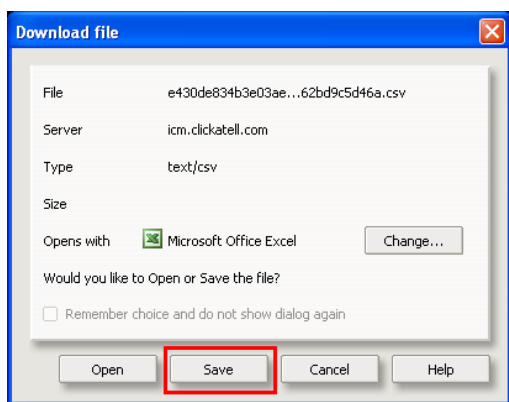 Download file
File e430de834b3e03ae...62bd9c5d46a.csv
Server icm.clickatell.com
Type text/csv
Size
Opens with Microsoft Office Excel Change...
Would you like to Open or Save the file?
Remember choice and do not show dialog again
Open Save Cancel Help